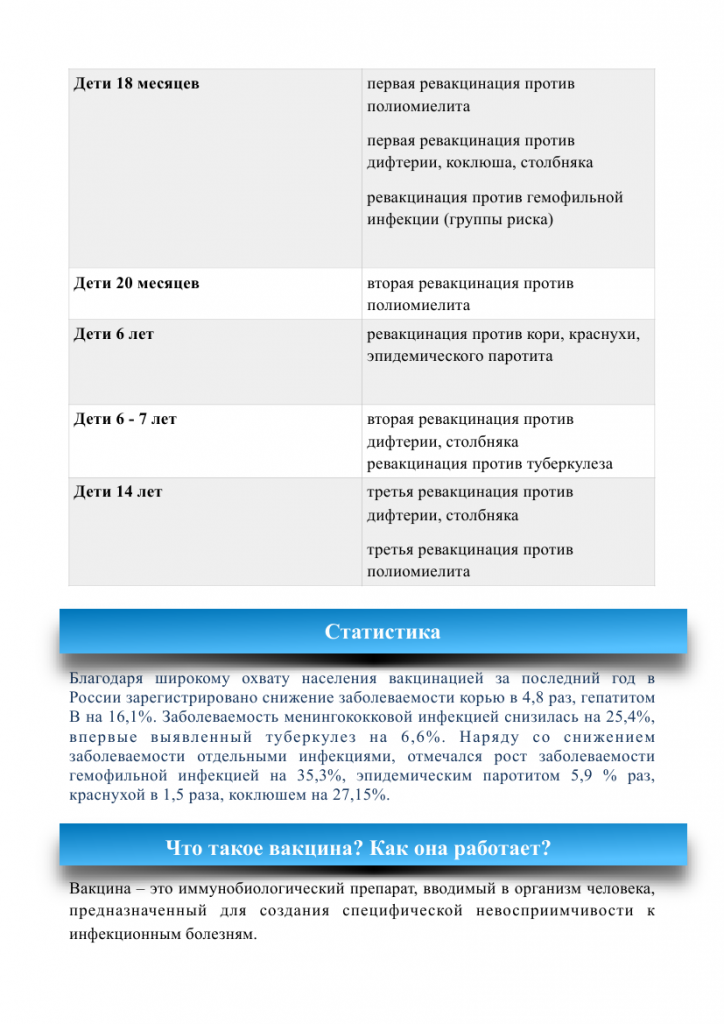 Дети 18 месяцев
первая ревакцинация против
полиомиелита
первая ревакцинация против
дифтерии, коклюша, столбняка
ревакцинация против гемофильной
инфекции (группы риска)
Дети 20 месяцев
вторая ревакцинация против
полиомиелита
Дети 6 лет
ревакцинация против кори, краснухи,
эпидемического паротита
Дети 6 - 7 лет
вторая ревакцинация против
дифтерии, столбняка
ревакцинация против туберкулеза
Дети 14 лет
третья ревакцинация против
дифтерии, столбняка
третья ревакцинация против
полиомиелита
Статистика
Благодаря широкому охвату населения вакцинацией за последний год в
России зарегистрировано снижение заболеваемости корью в 4,8 раз, гепатитом
В на 16,1%. Заболеваемость менингококковой инфекцией снизилась на 25,4%,
впервые выявленный туберкулез на 6,6%. Наряду со снижением
заболеваемости отдельными инфекциями, отмечался рост заболеваемости
гемофильной инфекцией на 35,3%, эпидемическим паротитом 5,9 % раз,
краснухой в 1,5 раза, коклюшем на 27,15%.
Что такое вакцина? Как она работает?
Вакцина – это иммунобиологический препарат, вводимый в организм человека,
предназначенный для создания специфической невосприимчивости к
инфекционным болезням.